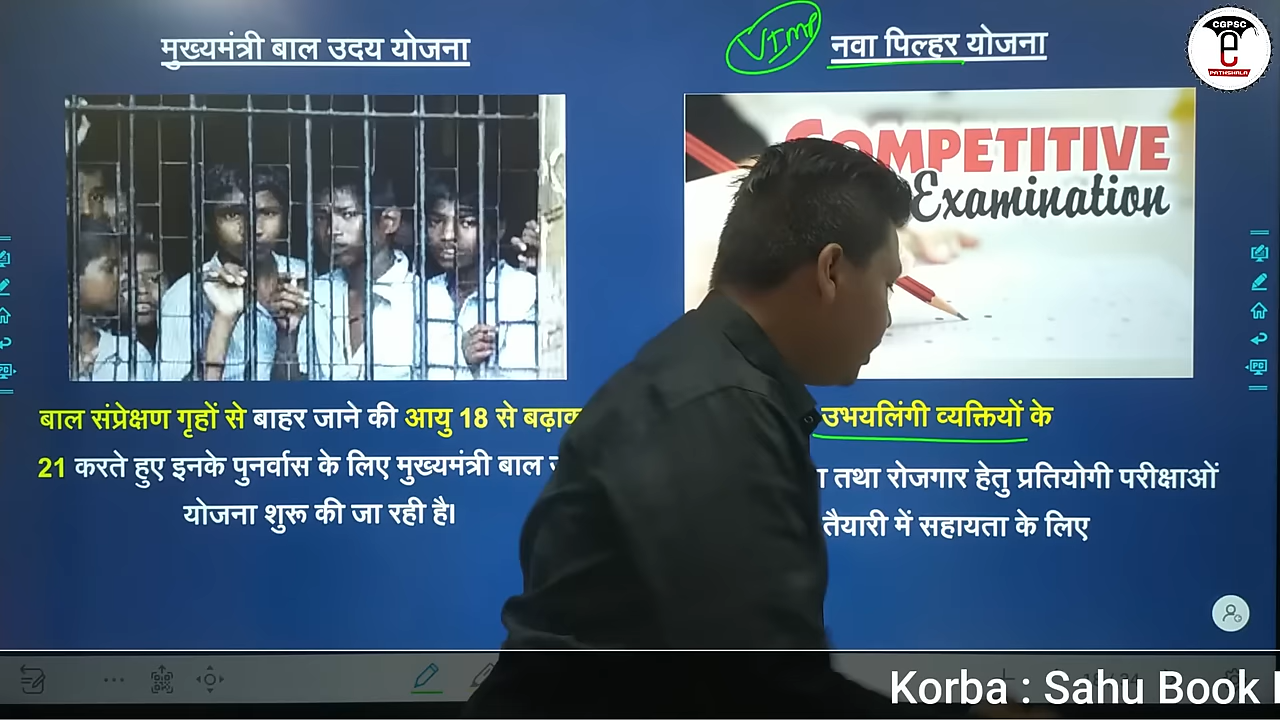 मुख्यमंत्री बाल उदय योजना
VIMP
नवा पिल्हर योजना
CGPSC
e
PATHSHALA
COMPETITIVE
Examination
बाल संप्रेक्षण गृहों से बाहर जाने की आयु 18 से
21 करते हुए इनके पुनर्वास के लिए मुख्यमंत्री बाल
योजना शुरू की जा रही है।
उभयलिंगी व्यक्तियों के
तथा रोजगार हेतु प्रतियोगी परीक्षाओं
तैयारी में सहायता के लिए
Korba : Sahu Book